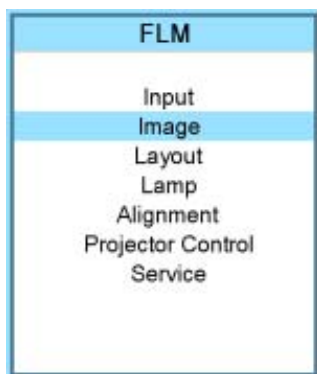 FLM
Input
Image
Layout
Lamp
Alignment
Projector Control
Service